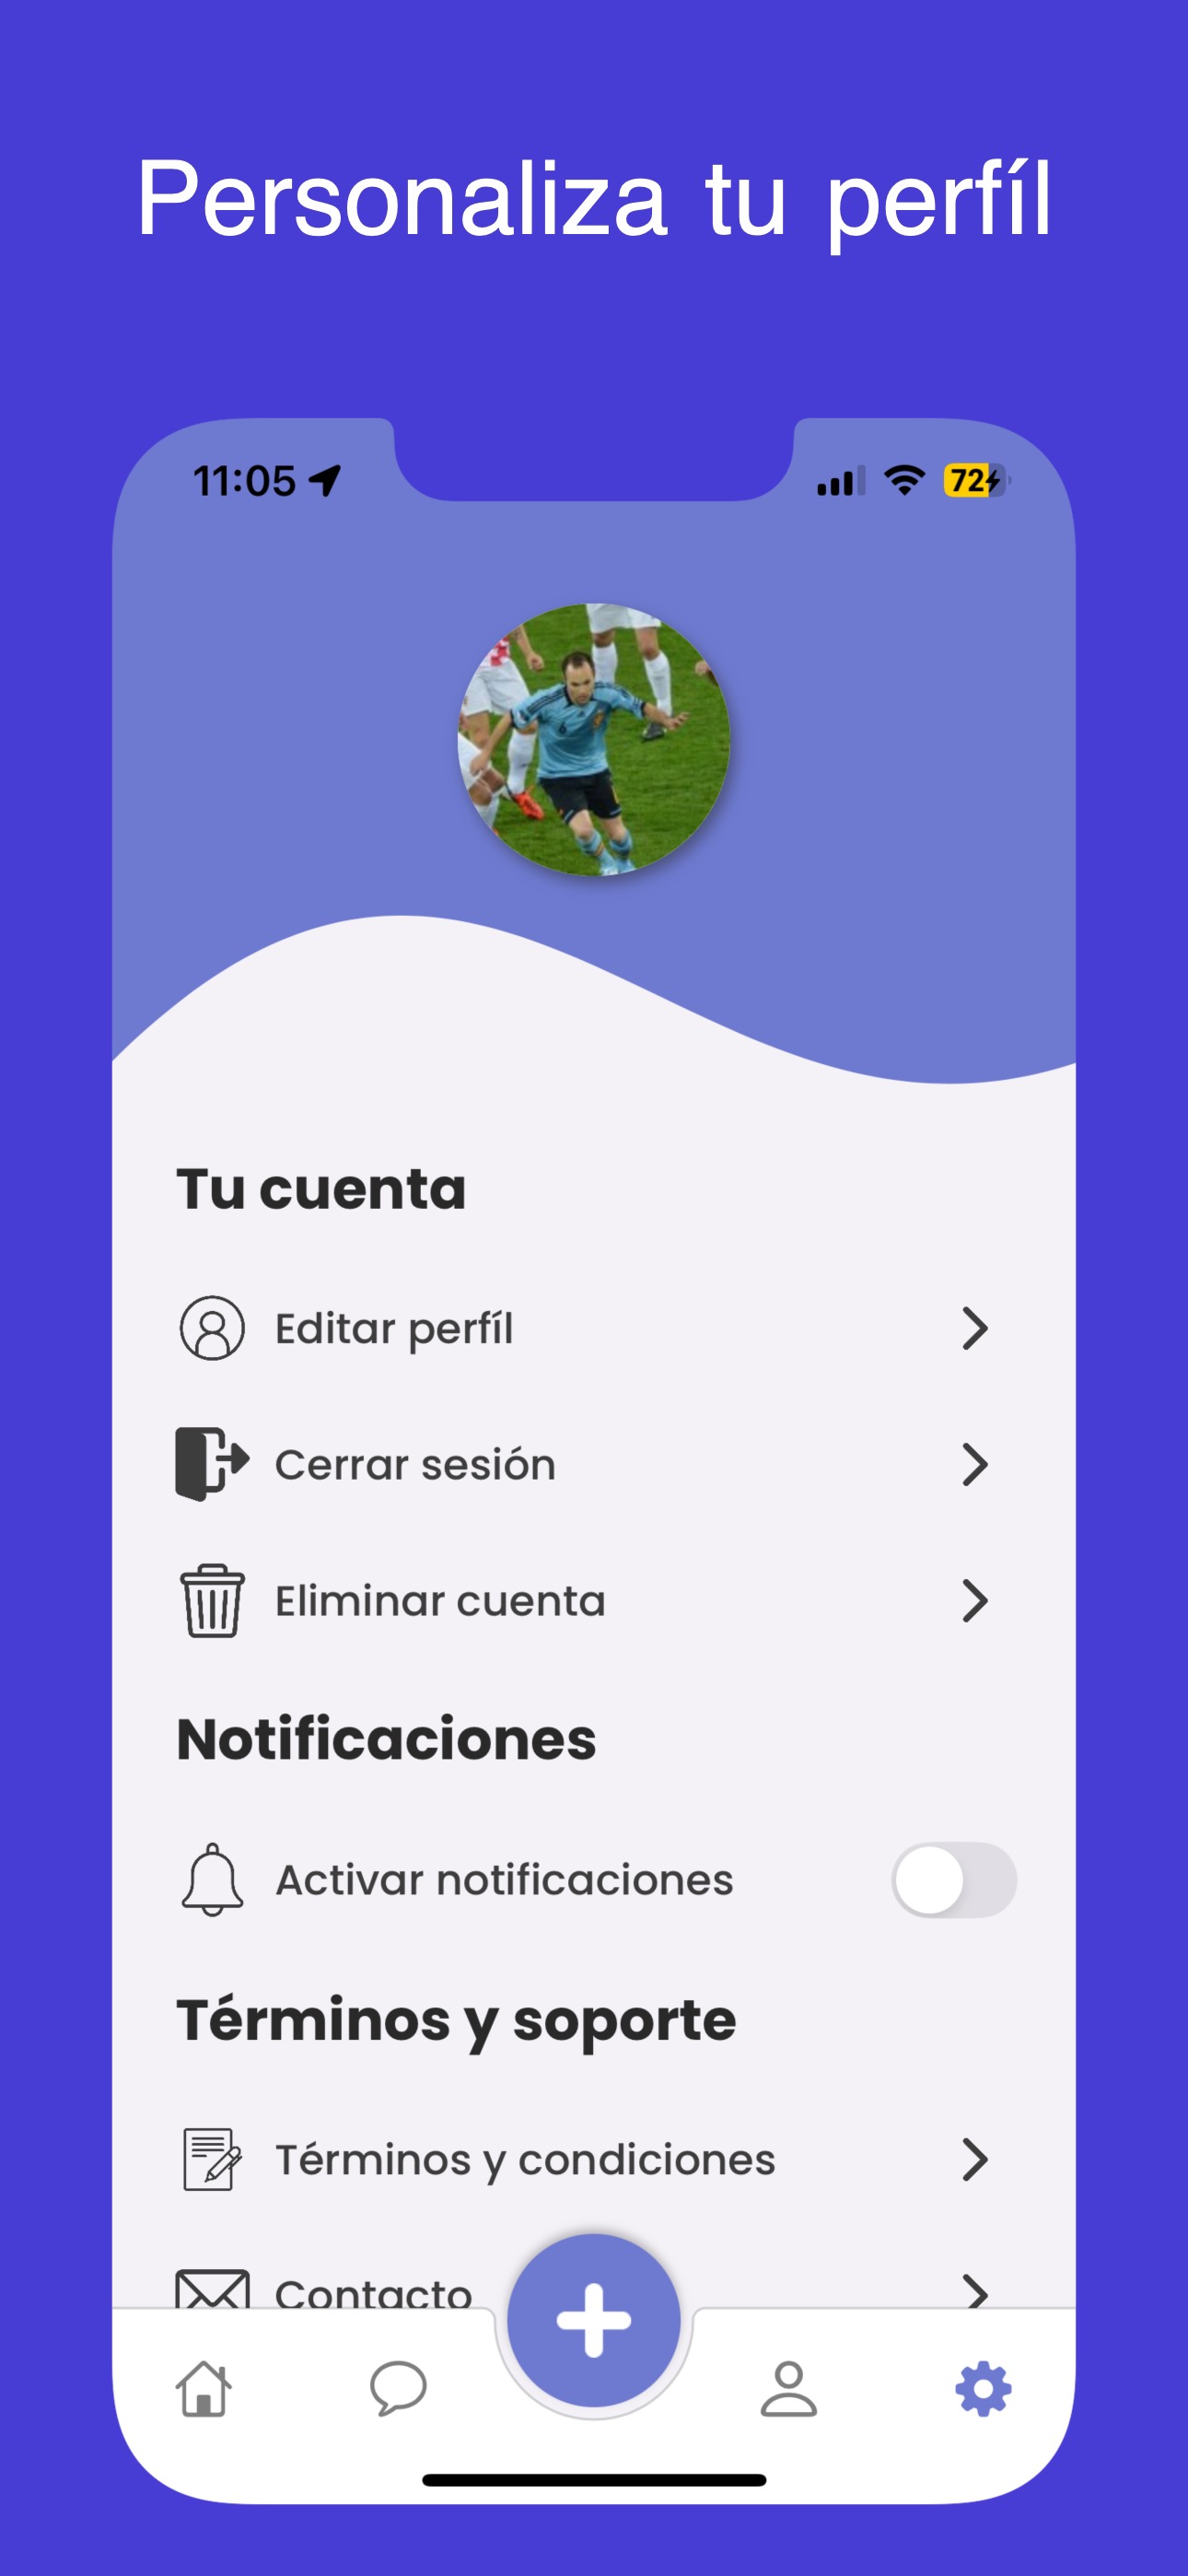 Personaliza tu perfíl
11:05
72
Tu cuenta
Editar perfíl
Cerrar sesión
Eliminar cuenta
Notificaciones
Activar notificaciones
Términos y soporte
Términos y condiciones
Contacto